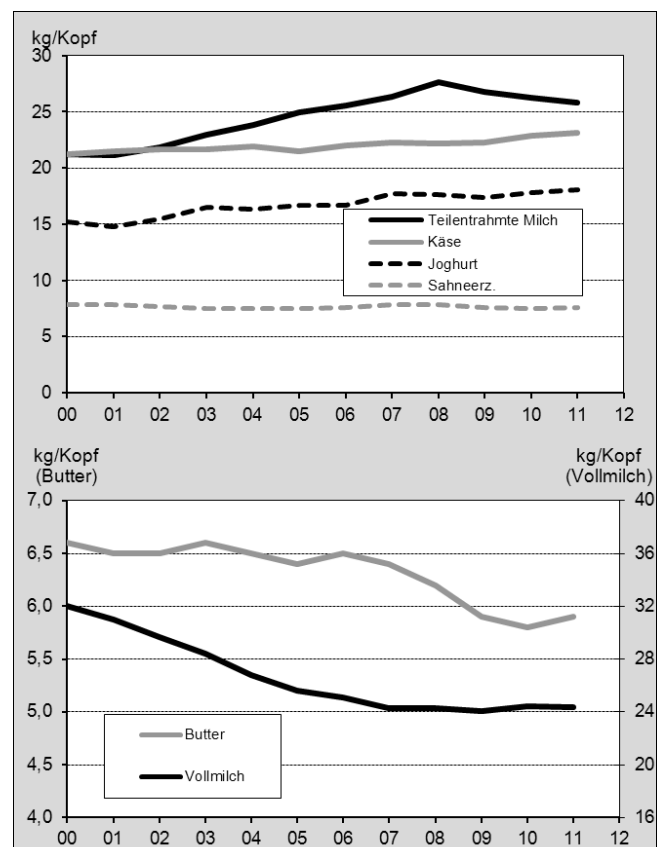 kg/Kopf
30
25
20
15
10
5
0
Teilentrahmte Milch
Käse
Joghurt
Sahneerz.
00 01 02 03 04 05 06 07 08 09 10 11 12
kg/Kopf kg/Kopf
(Butter) (Vollmilch)
7,0 40
6,5 36
6,0 32
5,5 28
5,0 24
4,5 20
4,0 16
Butter
Vollmilch
00 01 02 03 04 05 06 07 08 09 10 11 12